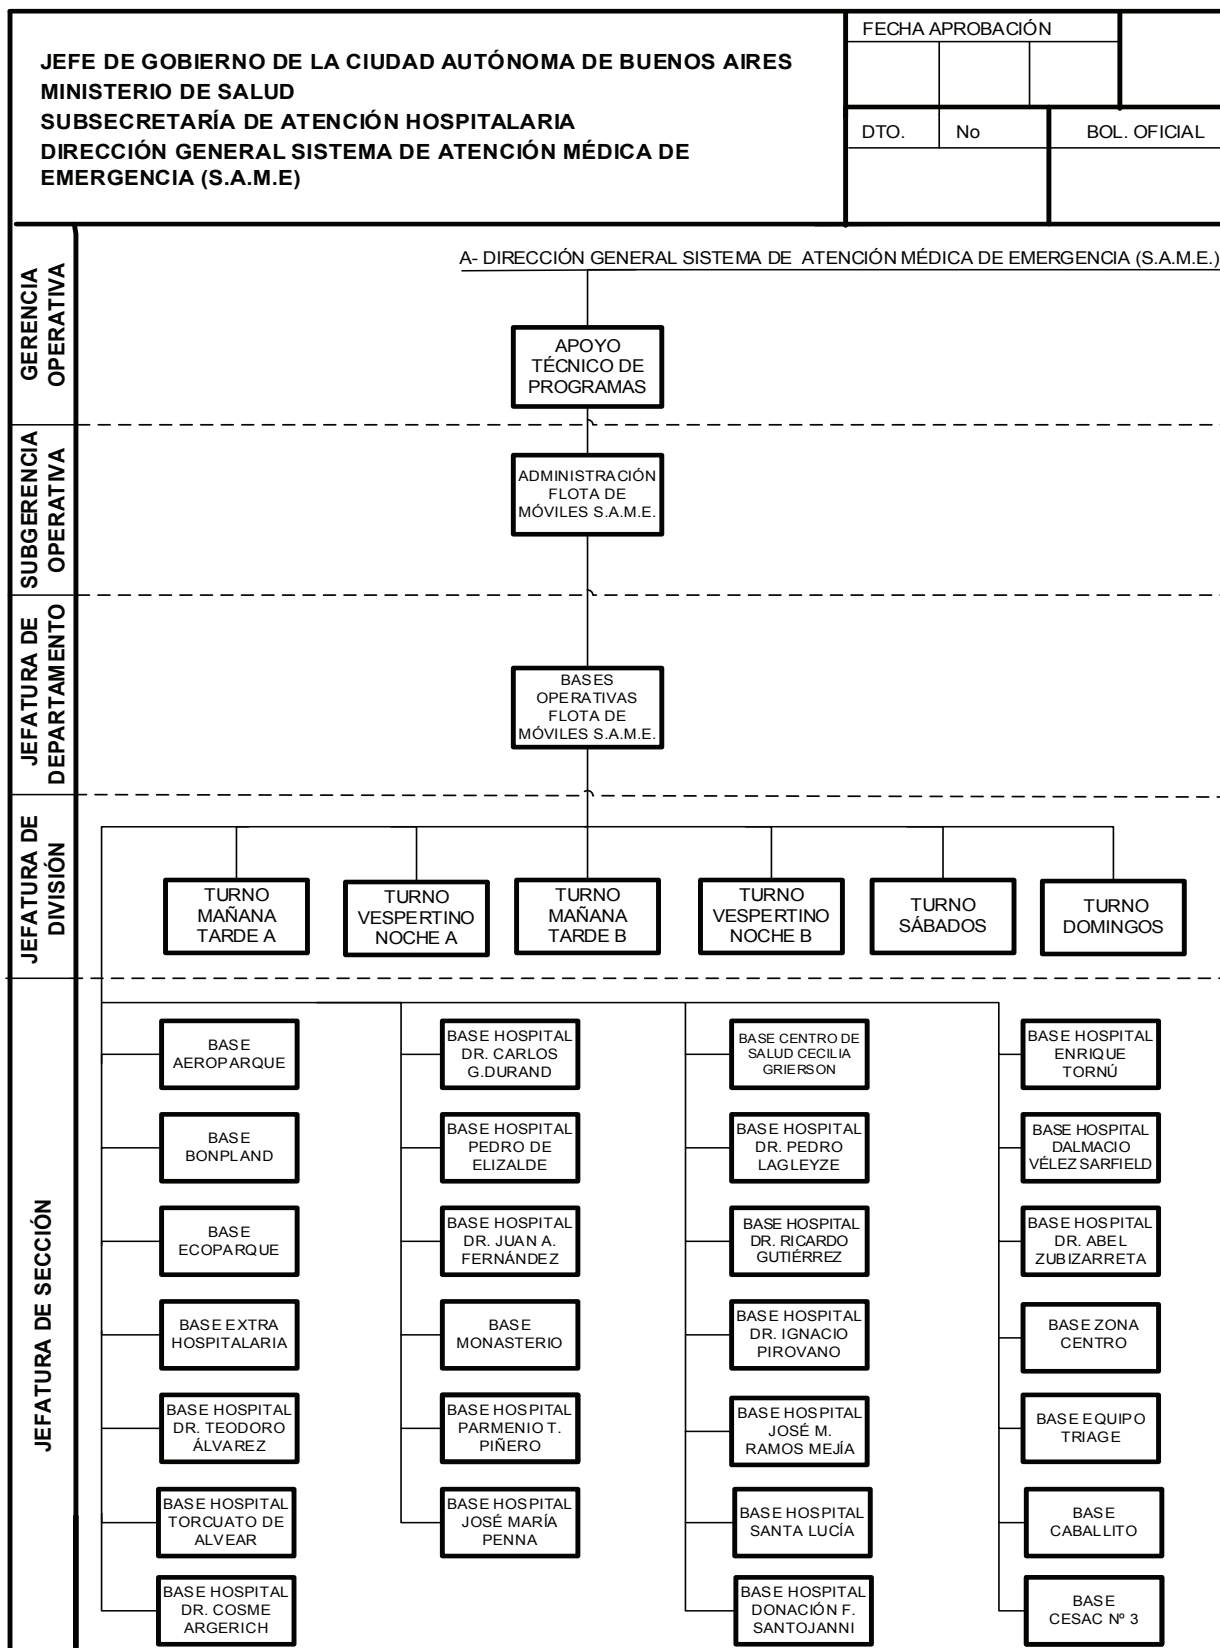 JEFE DE GOBIERNO DE LA CIUDAD AUTÓNOMA DE BUENOS AIRES
MINISTERIO DE SALUD
SUBSECRETARÍA DE ATENCIÓN HOSPITALARIA
DIRECCIÓN GENERAL SISTEMA DE ATENCIÓN MÉDICA DE
EMERGENCIA (S.A.M.E)
FECHA APROBACIÓN
DTO.
No
BOL. OFICIAL
GERENCIA
OPERATIVA
A- DIRECCIÓN GENERAL SISTEMA DE ATENCIÓN MÉDICA DE EMERGENCIA (S.A.M.E.)
APOYO
TÉCNICO DE
PROGRAMAS
SUBGERENCIA
OPERATIVA
ADMINISTRACIÓN
FLOTA DE
MÓVILES S.A.M.E.
JEFATURA DE
DEPARTAMENTO
BASES
OPERATIVAS
FLOTA DE
MÓVILES S.A.M.E.
JEFATURA DE
DIVISIÓN
TURNO
MAÑANA
TARDE A
TURNO
VESPERTINO
NOCHE A
TURNO
MAÑANA
TARDE B
TURNO
VESPERTINO
NOCHE B
TURNO
SÁBADOS
TURNO
DOMINGOS
JEFATURA DE SECCIÓN
BASE
AEROPARQUE
BASE
BONPLAND
BASE
ECOPARQUE
BASE EXTRA
HOSPITALARIA
BASE HOSPITAL
DR. TEODORO
ÁLVAREZ
BASE HOSPITAL
TORCUATO DE
ALVEAR
BASE HOSPITAL
DR. COSME
ARGERICH
BASE HOSPITAL
DR. CARLOS
G.DURAND
BASE HOSPITAL
PEDRO DE
ELIZALDE
BASE HOSPITAL
DR. JUAN A.
FERNÁNDEZ
BASE
MONASTERIO
BASE HOSPITAL
PARMENIO T.
PIÑERO
BASE HOSPITAL
JOSÉ MARÍA
PENNA
BASE CENTRO DE
SALUD CECILIA
GRIERSON
BASE HOSPITAL
DR. PEDRO
LAGLEYZE
BASE HOSPITAL
DR. RICARDO
GUTIÉRREZ
BASE HOSPITAL
DR. IGNACIO
PIROVANO
BASE HOSPITAL
JOSÉ M.
RAMOS MEJÍA
BASE HOSPITAL
SANTA LUCÍA
BASE HOSPITAL
DONACIÓN F.
SANTOJANNI
BASE HOSPITAL
ENRIQUE
TORNÚ
BASE HOSPITAL
DALMACIO
VÉLEZ SARFIELD
BASE HOSPITAL
DR. ABEL
ZUBIZARRETA
BASE ZONA
CENTRO
BASE EQUIPO
TRIAGE
BASE
CABALLITO
BASE
CESAC Nº 3